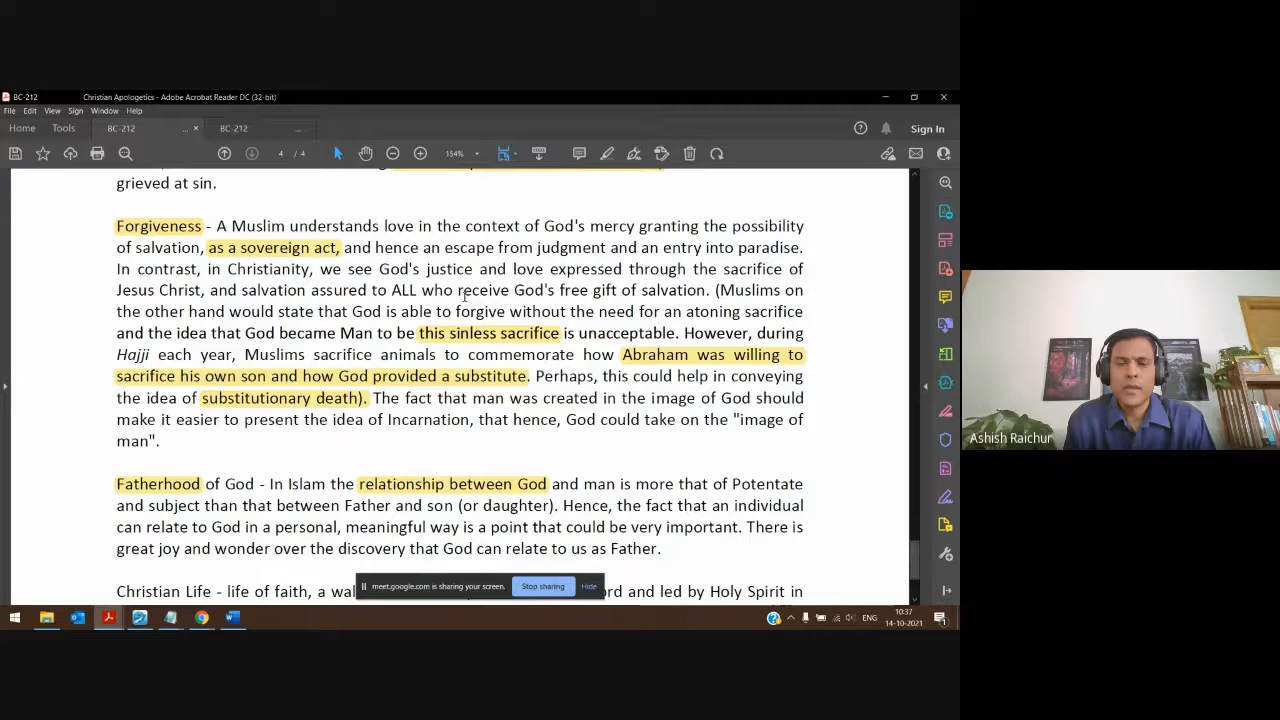 BC-212 Christian Apologetics - Adobe Acrobat Reader DC (32-bit)
File Edit View Sign Window Help
Home Tools BC-212 ... × BC-212 ... Sign In
4 / 4 154%
grieved at sin.
Forgiveness - A Muslim understands love in the context of God's mercy granting the possibility
of salvation, as a sovereign act, and hence an escape from judgment and an entry into paradise.
In contrast, in Christianity, we see God's justice and love expressed through the sacrifice of
Jesus Christ, and salvation assured to ALL who receive God's free gift of salvation. (Muslims on
the other hand would state that God is able to forgive without the need for an atoning sacrifice
and the idea that God became Man to be this sinless sacrifice is unacceptable. However, during
Hajji each year, Muslims sacrifice animals to commemorate how Abraham was willing to
sacrifice his own son and how God provided a substitute. Perhaps, this could help in conveying
the idea of substitutionary death). The fact that man was created in the image of God should
make it easier to present the idea of Incarnation, that hence, God could take on the "image of
man".
Fatherhood of God - In Islam the relationship between God and man is more that of Potentate
and subject than that between Father and son (or daughter). Hence, the fact that an individual
can relate to God in a personal, meaningful way is a point that could be very important. There is
great joy and wonder over the discovery that God can relate to us as Father.
meet.google.com is sharing your screen. Stop sharing Hide
Christian Life - life of faith, a wal ord and led by Holy Spirit in
Ashish Raichur
ENG 10:37
14-10-2021